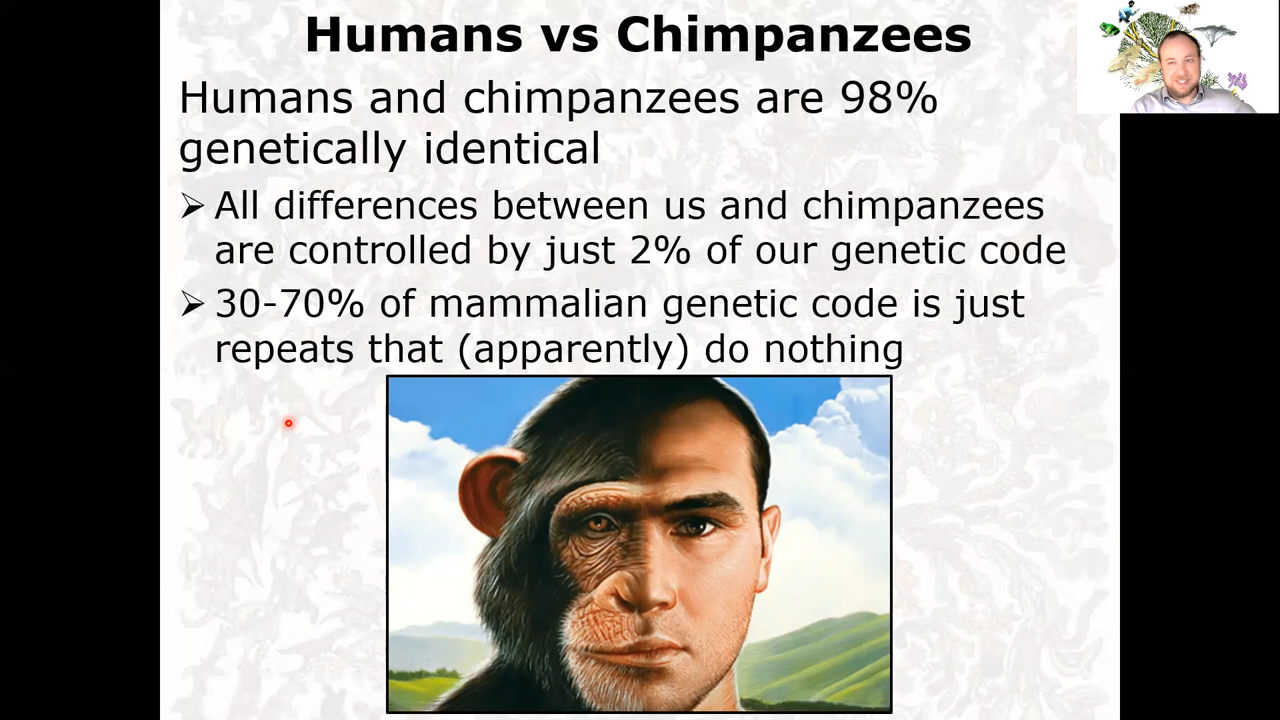 Humans vs Chimpanzees
Humans and chimpanzees are 98%
genetically identical
➢ All differences between us and chimpanzees
are controlled by just 2% of our genetic code
➢ 30-70% of mammalian genetic code is just
repeats that (apparently) do nothing